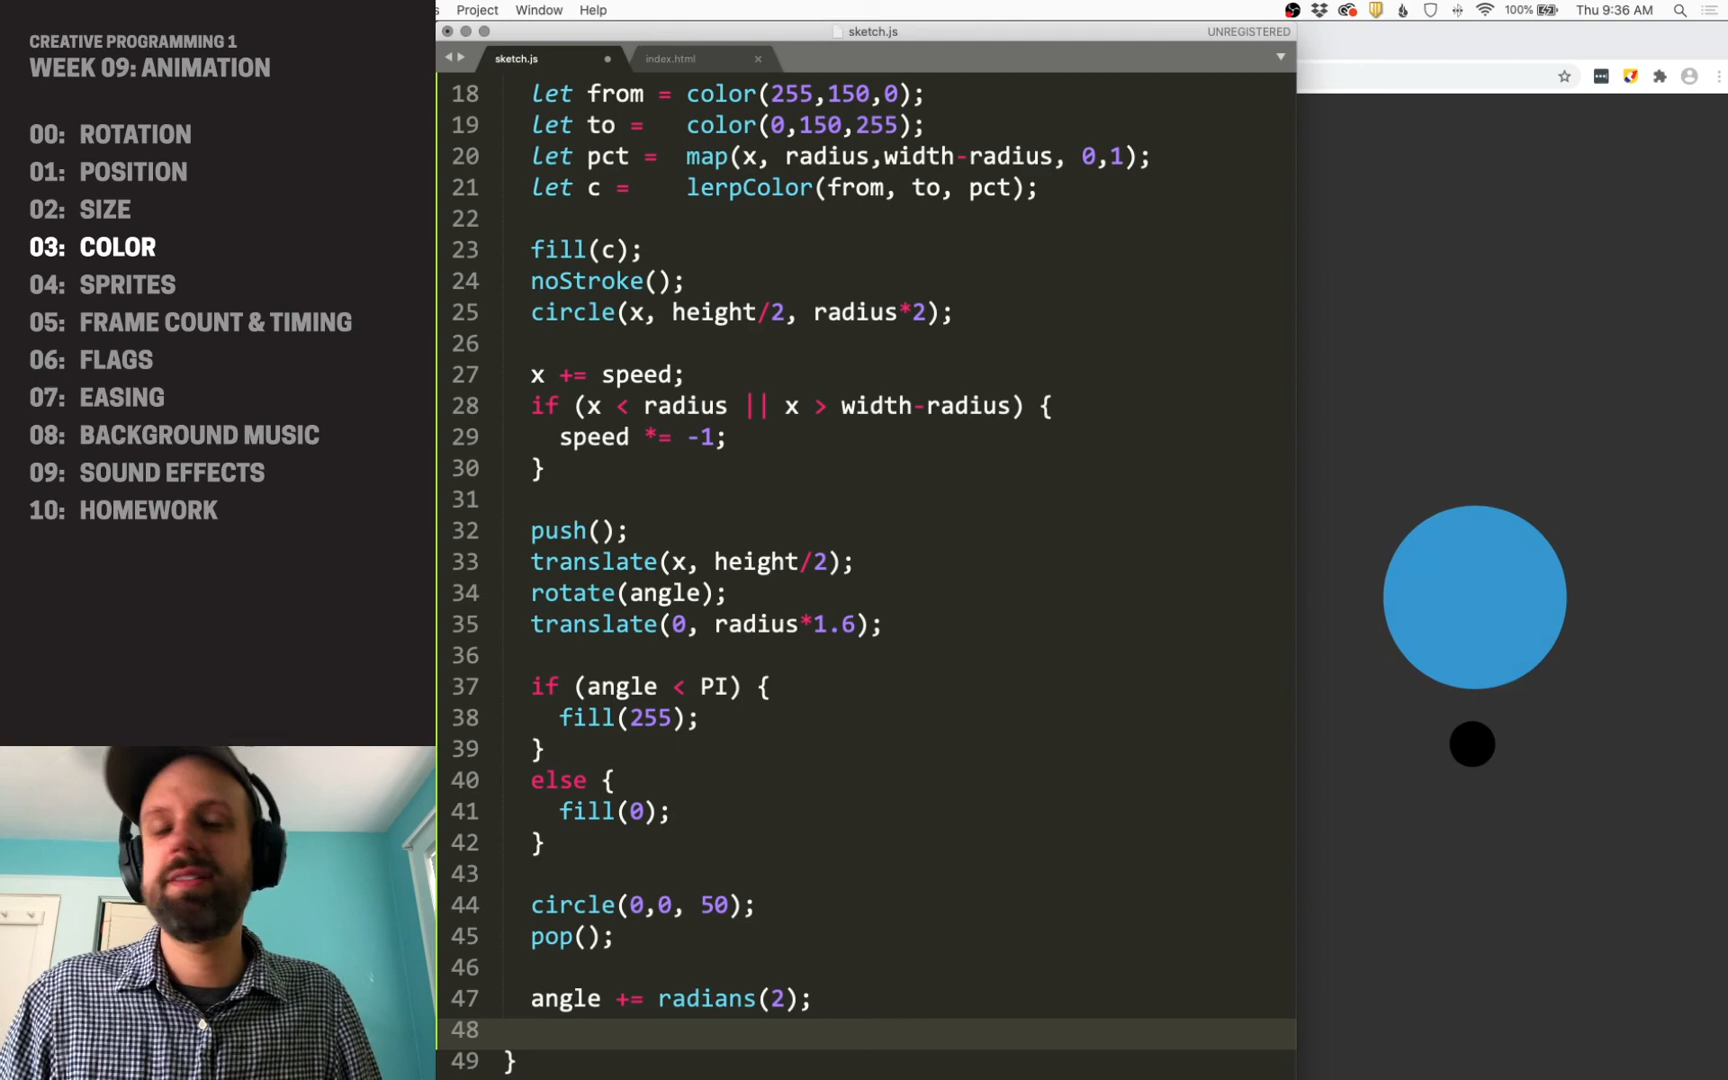 Project Window Help
100% Thu 9:36 AM
CREATIVE PROGRAMMING 1
WEEK 09: ANIMATION
00: ROTATION
01: POSITION
02: SIZE
03: COLOR
04: SPRITES
05: FRAME COUNT & TIMING
06: FLAGS
07: EASING
08: BACKGROUND MUSIC
09: SOUND EFFECTS
10: HOMEWORK
sketch.js
UNREGISTERED
sketch.js
index.html
18 let from = color(255,150,0);
19 let to = color(0,150,255);
20 let pct = map(x, radius,width-radius, 0,1);
21 let c = lerpColor(from, to, pct);
22
23 fill(c);
24 noStroke();
25 circle(x, height/2, radius*2);
26
27 x += speed;
28 if (x < radius || x > width-radius) {
29 speed *= -1;
30 }
31
32 push();
33 translate(x, height/2);
34 rotate(angle);
35 translate(0, radius*1.6);
36
37 if (angle < PI) {
38 fill(255);
39 }
40 else {
41 fill(0);
42 }
43
44 circle(0,0, 50);
45 pop();
46
47 angle += radians(2);
48
49 }